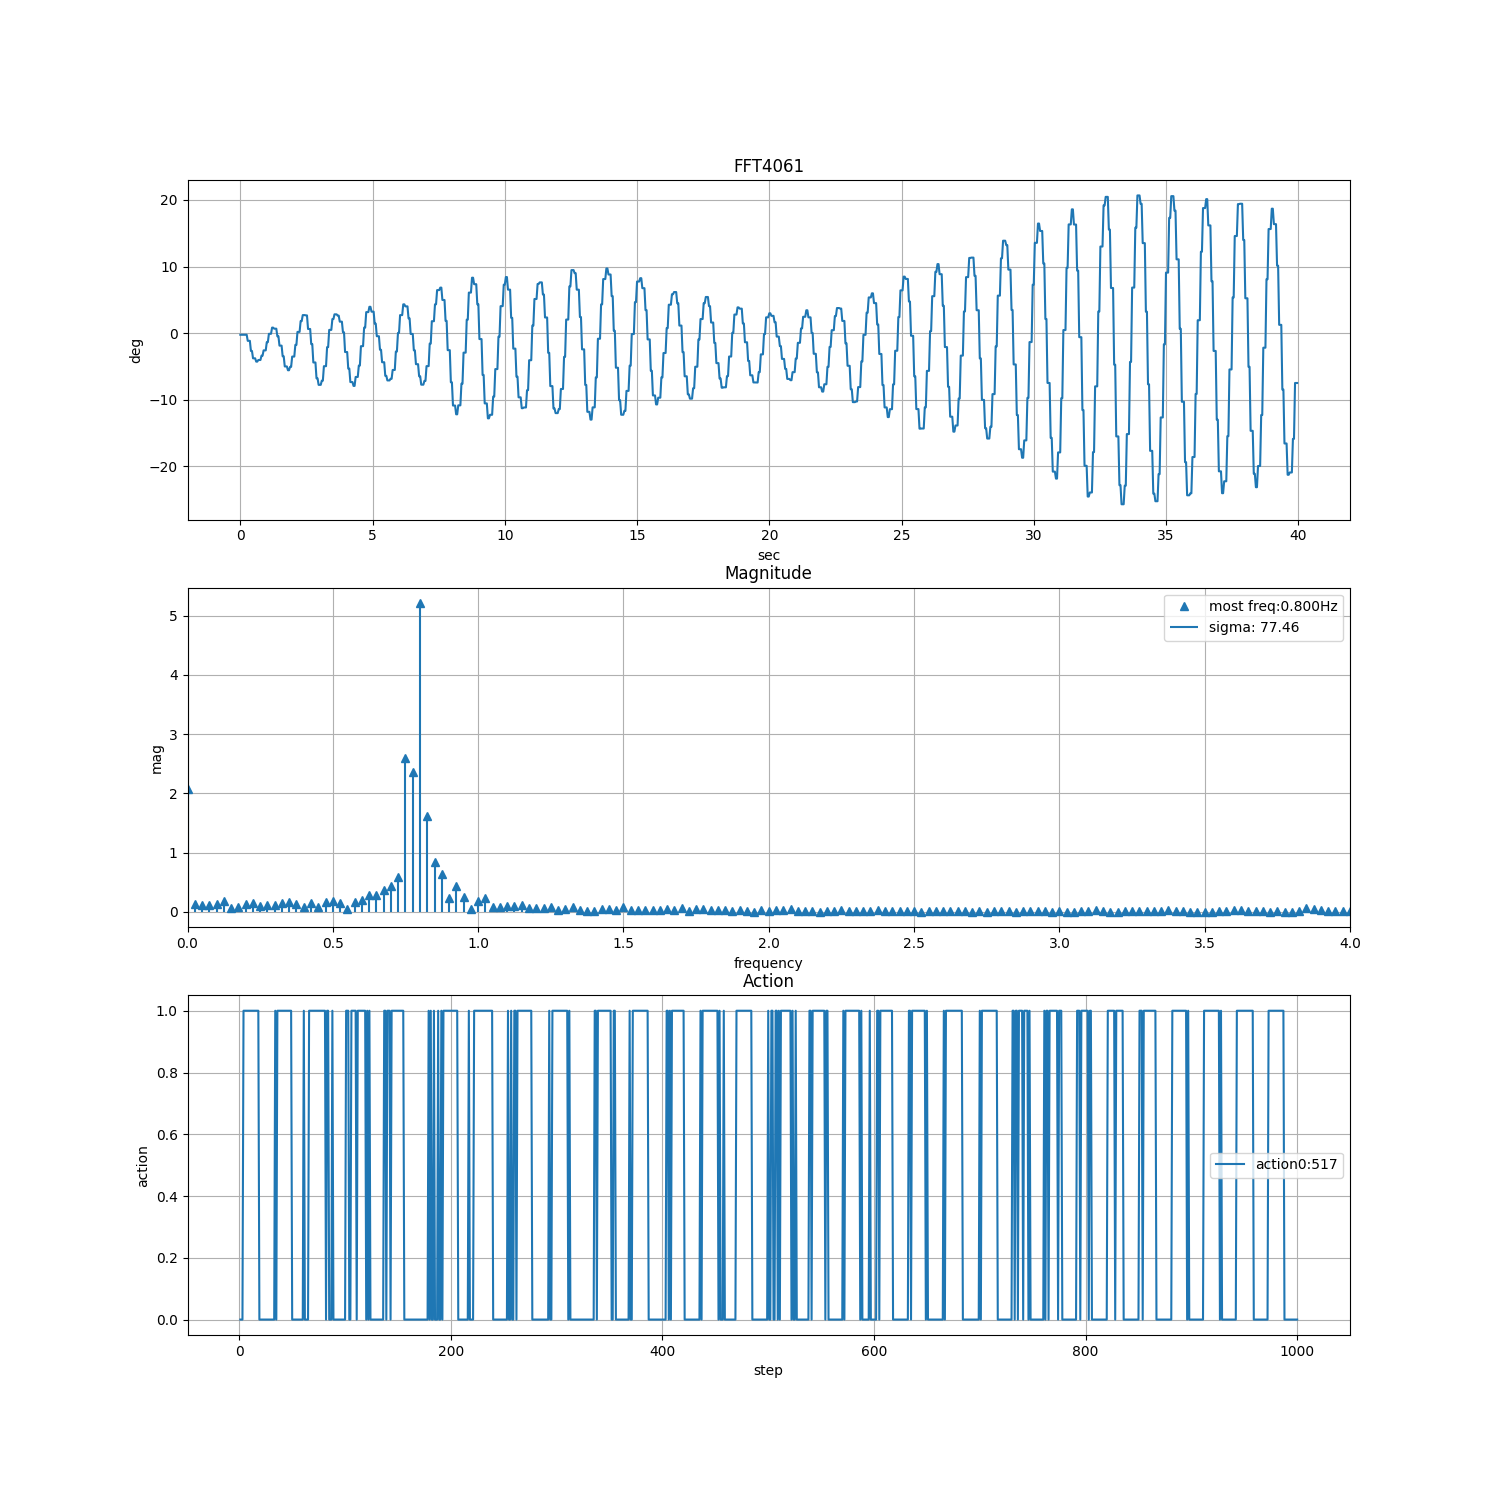 FFT4061
20
10
0
−10
−20
deg
0 5 10 15 20 25 30 35 40
sec
Magnitude
most freq:0.800Hz
sigma: 77.46
5
4
3
2
1
0
mag
0.0 0.5 1.0 1.5 2.0 2.5 3.0 3.5 4.0
frequency
Action
1.0
0.8
0.6
0.4
0.2
0.0
action
action0:517
0 200 400 600 800 1000
step